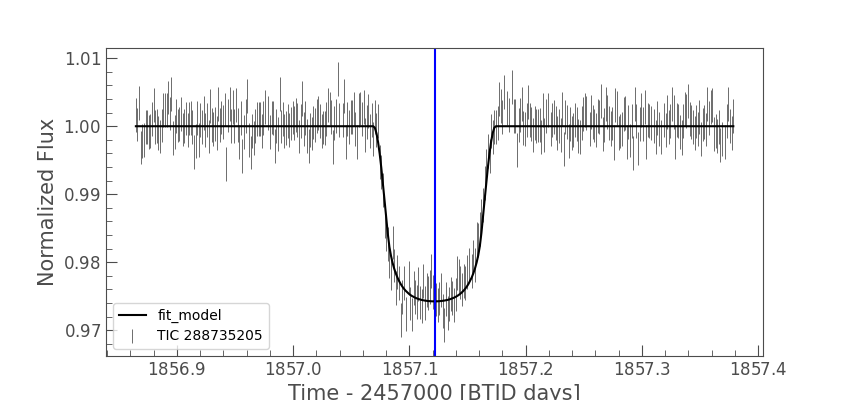 1.01
1.00
0.99
0.98
0.97
Normalized Flux
fit_model
TIC 288735205
1856.9 1857.0 1857.1 1857.2 1857.3 1857.4
Time - 2457000 [BTJD days]